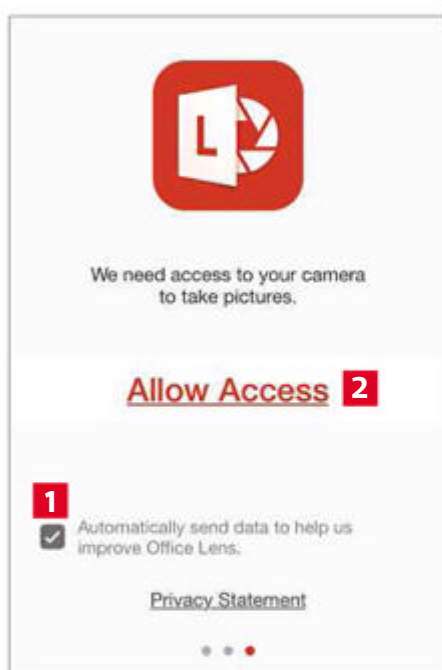 L
We need access to your camera
to take pictures.
Allow Access 2
1
Automatically send data to help us
improve Office Lens.
Privacy Statement